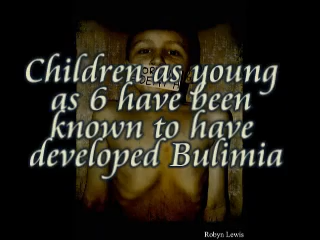 Children as young
as 6 have been
known to have
developed Bulimia
Robyn Lewis